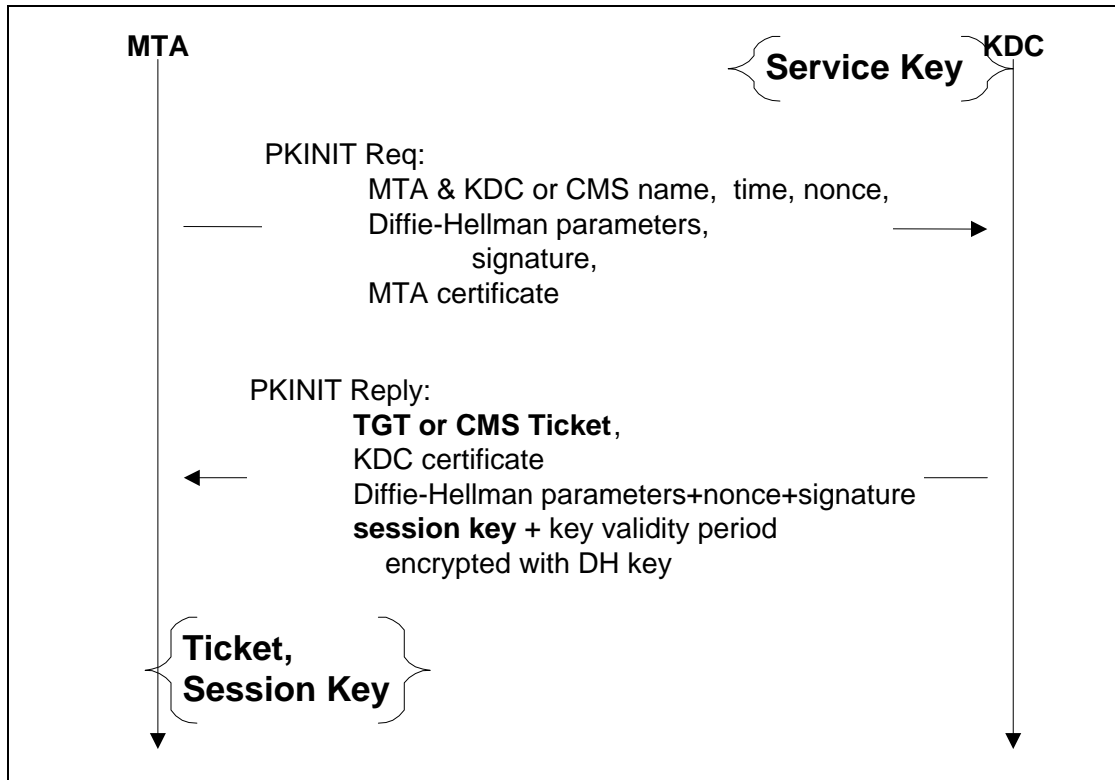 MTA
KDC
Service Key
PKINIT Req:
MTA & KDC or CMS name, time, nonce,
Diffie-Hellman parameters,
signature,
MTA certificate
PKINIT Reply:
TGT or CMS Ticket,
KDC certificate
Diffie-Hellman parameters+nonce+signature
session key + key validity period
encrypted with DH key
Ticket,
Session Key